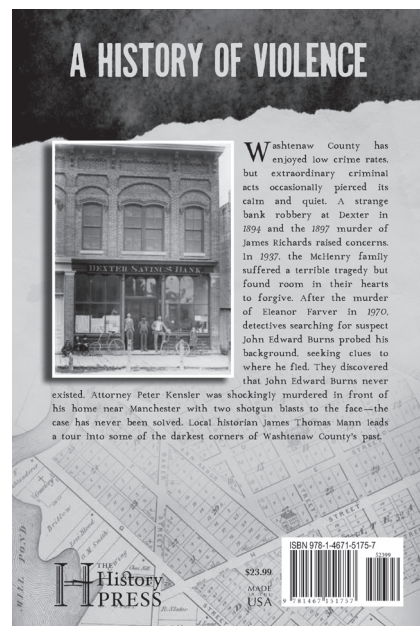 A HISTORY OF VIOLENCE
DEXTER SAVINGS BANK
Washtenaw County has
enjoyed low crime rates,
but extraordinary criminal
acts occasionally pierced its
calm and quiet. A strange
bank robbery at Dexter in
1894 and the 1897 murder of
James Richards raised concerns.
In 1937, the McHenry family
suffered a terrible tragedy but
found room in their hearts
to forgive. After the murder
of Eleanor Farver in 1970,
detectives searching for suspect
John Edward Burns probed his
background, seeking clues to
where he fled. They discovered
that John Edward Burns never
existed. Attorney Peter Kensler was shockingly murdered in front of
his home near Manchester with two shotgun blasts to the face—the
case has never been solved. Local historian James Thomas Mann leads
a tour into some of the darkest corners of Washtenaw County's past.
STREET
MILL POND
THE
History
PRESS
$23.99
MADE
IN THE
USA
ISBN 978-1-4671-5175-7
52399
9 781467 151757